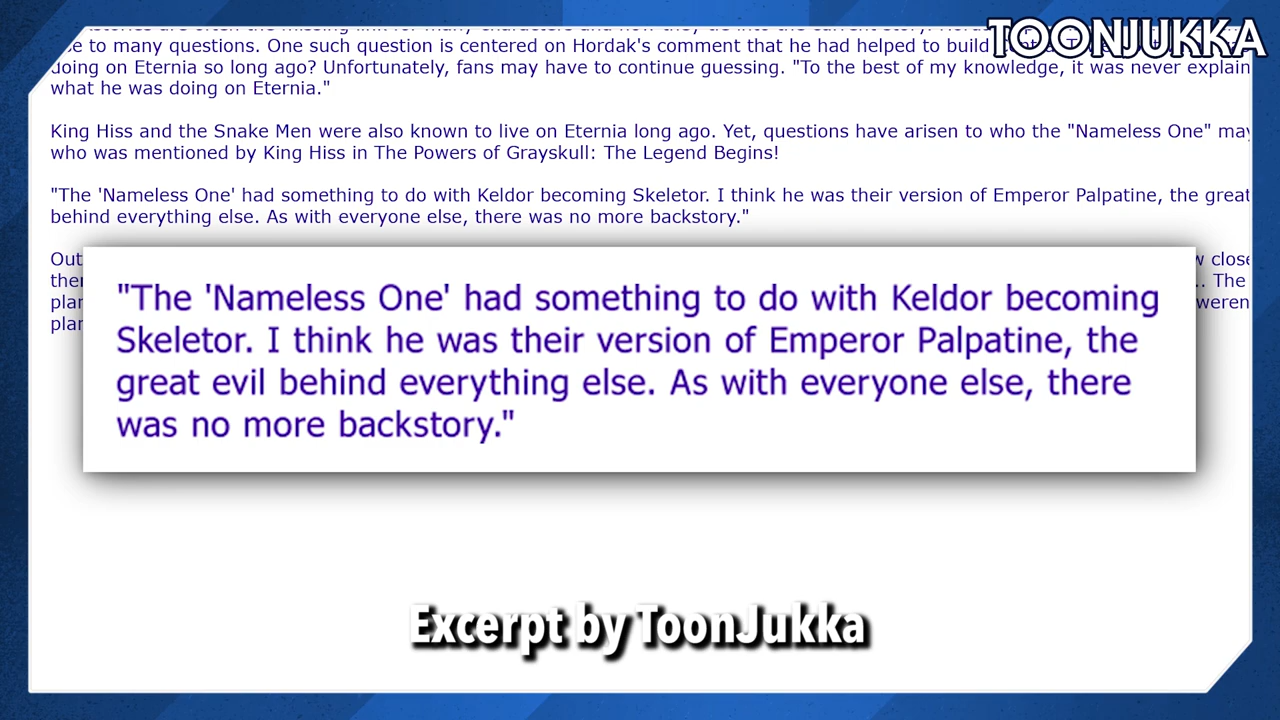 TOONJUKKA
se to many questions. One such question is centered on Hordak's comment that he had helped to build
doing on Eternia so long ago? Unfortunately, fans may have to continue guessing. "To the best of my knowledge, it was never explain
what he was doing on Eternia."
King Hiss and the Snake Men were also known to live on Eternia long ago. Yet, questions have arisen to who the "Nameless One" may
who was mentioned by King Hiss in The Powers of Grayskull: The Legend Begins!
"The 'Nameless One' had something to do with Keldor becoming Skeletor. I think he was their version of Emperor Palpatine, the great
behind everything else. As with everyone else, there was no more backstory."
Out
ther
plan
plan
w close
.. The
weren
"The 'Nameless One' had something to do with Keldor becoming
Skeletor. I think he was their version of Emperor Palpatine, the
great evil behind everything else. As with everyone else, there
was no more backstory."
Excerpt by ToonJukka